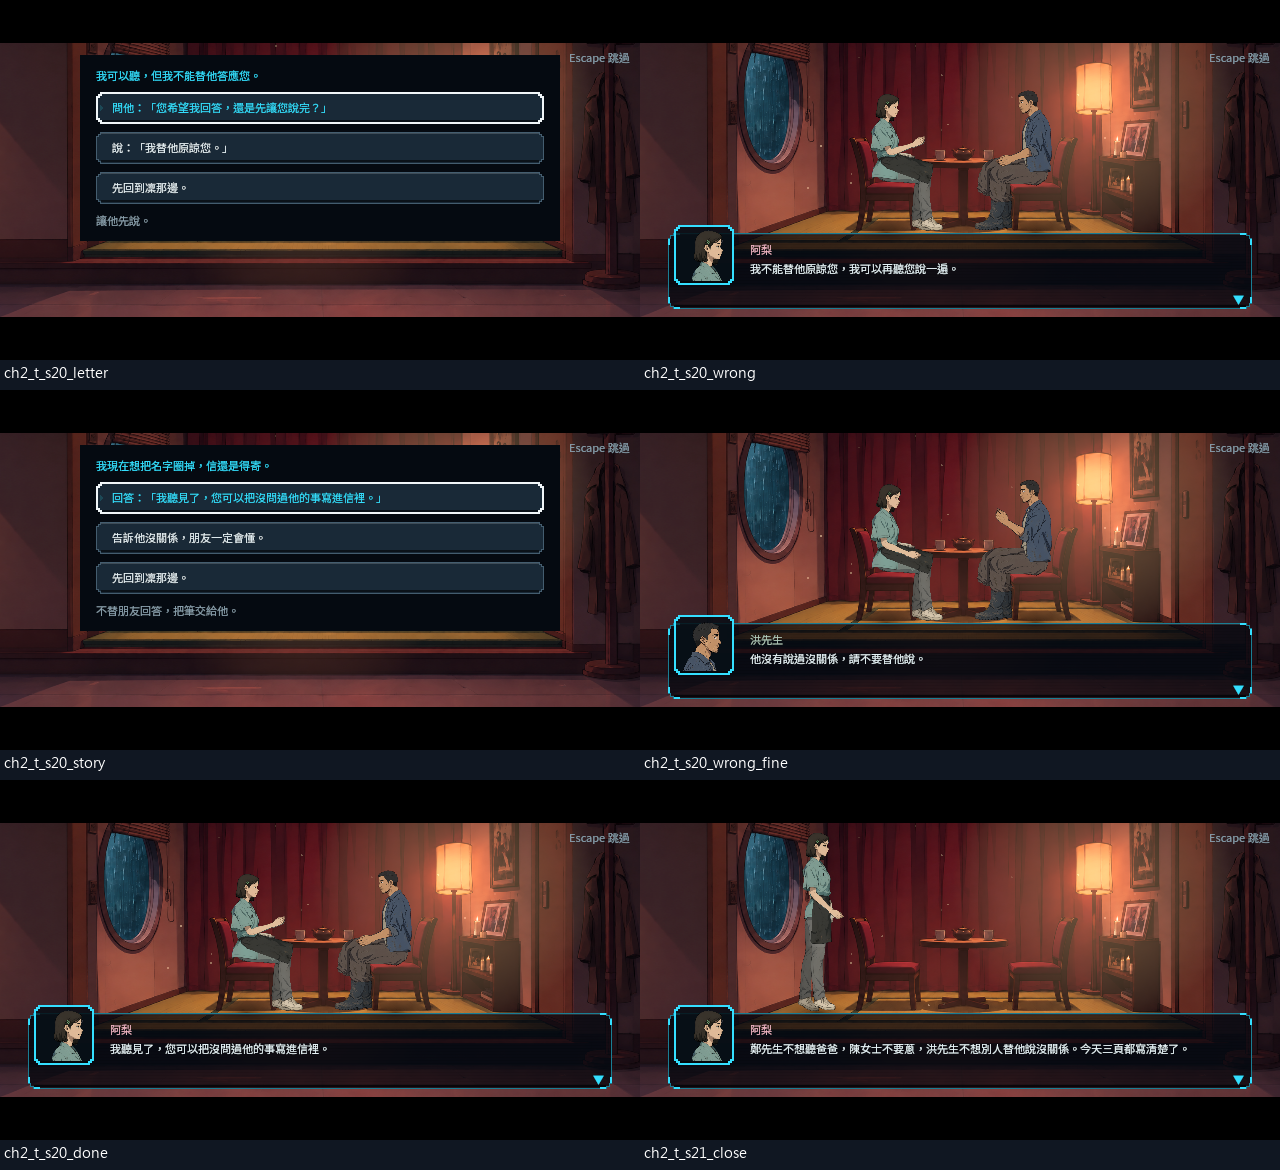 Escape 跳過
我可以聽，但我不能替他答應您。
問他：「您希望我回答，還是先讓您說完？」
說：「我替他原諒您。」
先回到凛那邊。
讓他先說。
ch2_t_s20_letter
Escape 跳過
阿梨
我不能替他原諒您，我可以再聽您說一遍。
ch2_t_s20_wrong
Escape 跳過
我現在想把名字圈掉，信還是得寄。
回答：「我聽見了，您可以把沒問過他的事寫進信裡。」
告訴他沒關係，朋友一定會懂。
先回到凛那邊。
不替朋友回答，把筆交給他。
ch2_t_s20_story
Escape 跳過
洪先生
他沒有說過沒關係，請不要替他說。
ch2_t_s20_wrong_fine
Escape 跳過
阿梨
我聽見了，您可以把沒問過他的事寫進信裡。
ch2_t_s20_done
Escape 跳過
阿梨
鄭先生不想聽爸爸，陳女士不要蔥，洪先生不想別人替他說沒關係。今天三頁都寫清楚了。
ch2_t_s21_close